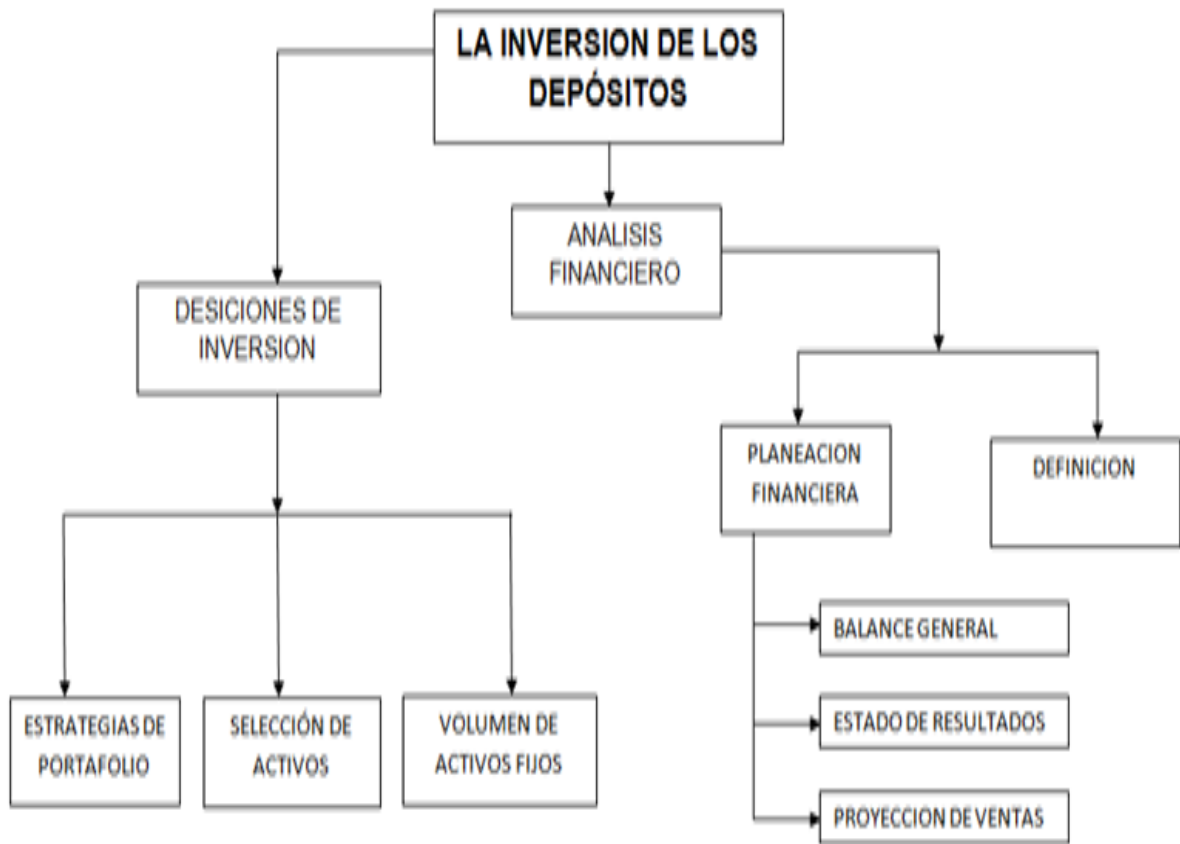 LA INVERSION DE LOS
DEPÓSITOS
ANALISIS
FINANCIERO
DESICIONES DE
INVERSION
PLANEACION
FINANCIERA
DEFINICION
BALANCE GENERAL
ESTADO DE RESULTADOS
PROYECCION DE VENTAS
ESTRATEGIAS DE
PORTAFOLIO
SELECCIÓN DE
ACTIVOS
VOLUMEN DE
ACTIVOS FIJOS